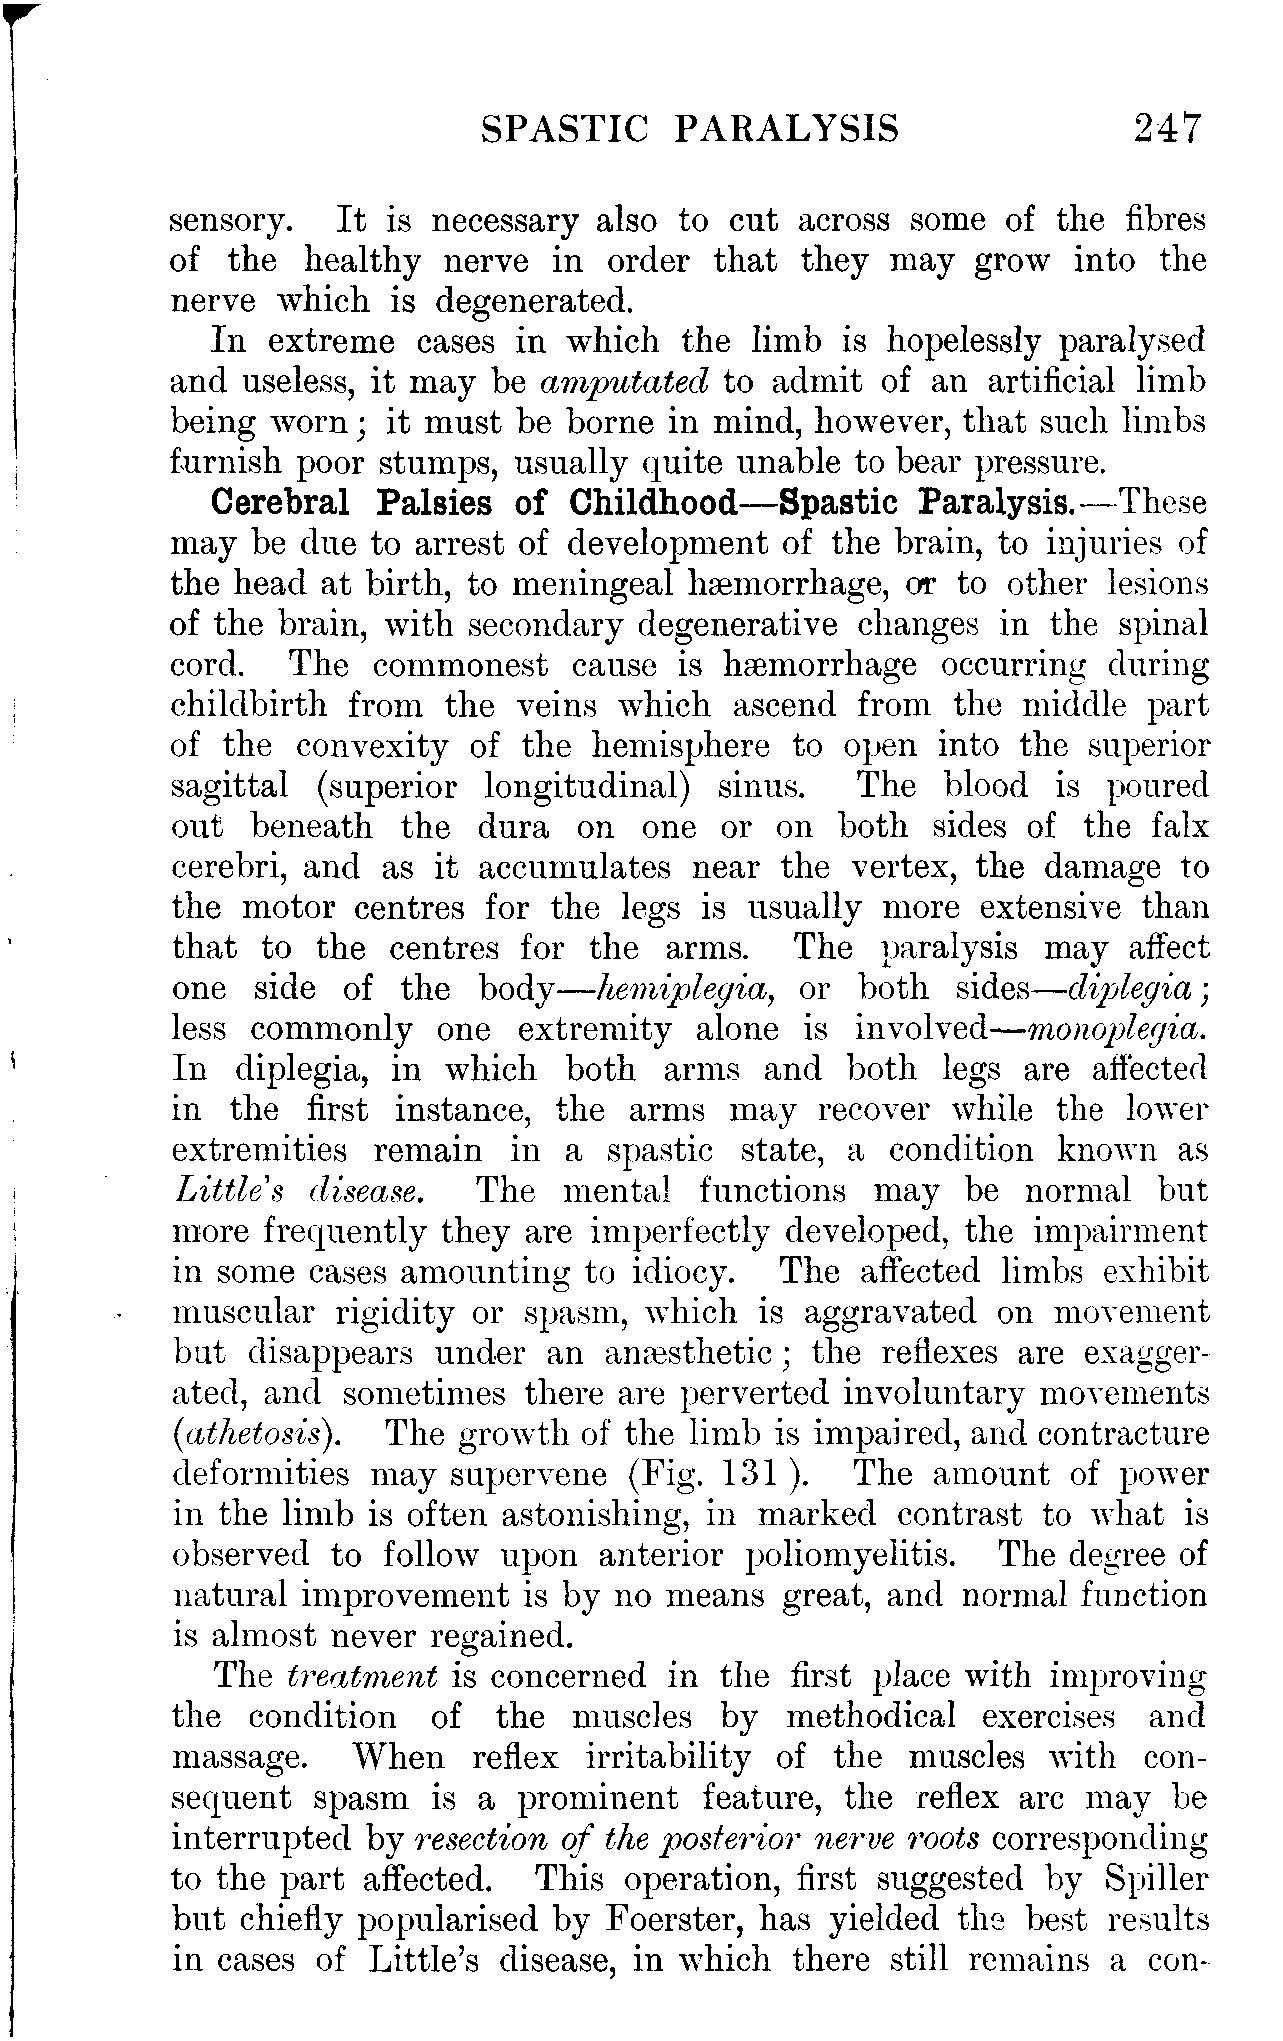 SPASTIC PARALYSIS 247
sensory. It is necessary also to cut across some of the fibres
of the healthy nerve in order that they may grow into the
nerve which is degenerated.
In extreme cases in which the limb is hopelessly paralysed
and useless, it may be amputated to admit of an artificial limb
being worn ; it must be borne in mind, however, that such limbs
furnish poor stumps, usually quite unable to bear pressure.
Cerebral Palsies of Childhood—Spastic Paralysis.—These
may be due to arrest of development of the brain, to injuries of
the head at birth, to meningeal hæmorrhage, or to other lesions
of the brain, with secondary degenerative changes in the spinal
cord. The commonest cause is hæmorrhage occurring during
childbirth from the veins which ascend from the middle part
of the convexity of the hemisphere to open into the superior
sagittal (superior longitudinal) sinus. The blood is poured
out beneath the dura on one or on both sides of the falx
cerebri, and as it accumulates near the vertex, the damage to
the motor centres for the legs is usually more extensive than
that to the centres for the arms. The paralysis may affect
one side of the body—hemiplegia, or both sides—diplegia ;
less commonly one extremity alone is involved—monoplegia.
In diplegia, in which both arms and both legs are affected
in the first instance, the arms may recover while the lower
extremities remain in a spastic state, a condition known as
Little's disease. The mental functions may be normal but
more frequently they are imperfectly developed, the impairment
in some cases amounting to idiocy. The affected limbs exhibit
muscular rigidity or spasm, which is aggravated on movement
but disappears under an anæsthetic ; the reflexes are exagger-
ated, and sometimes there are perverted involuntary movements
(athetosis). The growth of the limb is impaired, and contracture
deformities may supervene (Fig. 131 ). The amount of power
in the limb is often astonishing, in marked contrast to what is
observed to follow upon anterior poliomyelitis. The degree of
natural improvement is by no means great, and normal function
is almost never regained.
The treatment is concerned in the first place with improving
the condition of the muscles by methodical exercises and
massage. When reflex irritability of the muscles with con-
sequent spasm is a prominent feature, the reflex arc may be
interrupted by resection of the posterior nerve roots corresponding
to the part affected. This operation, first suggested by Spiller
but chiefly popularised by Foerster, has yielded the best results
in cases of Little's disease, in which there still remains a con-